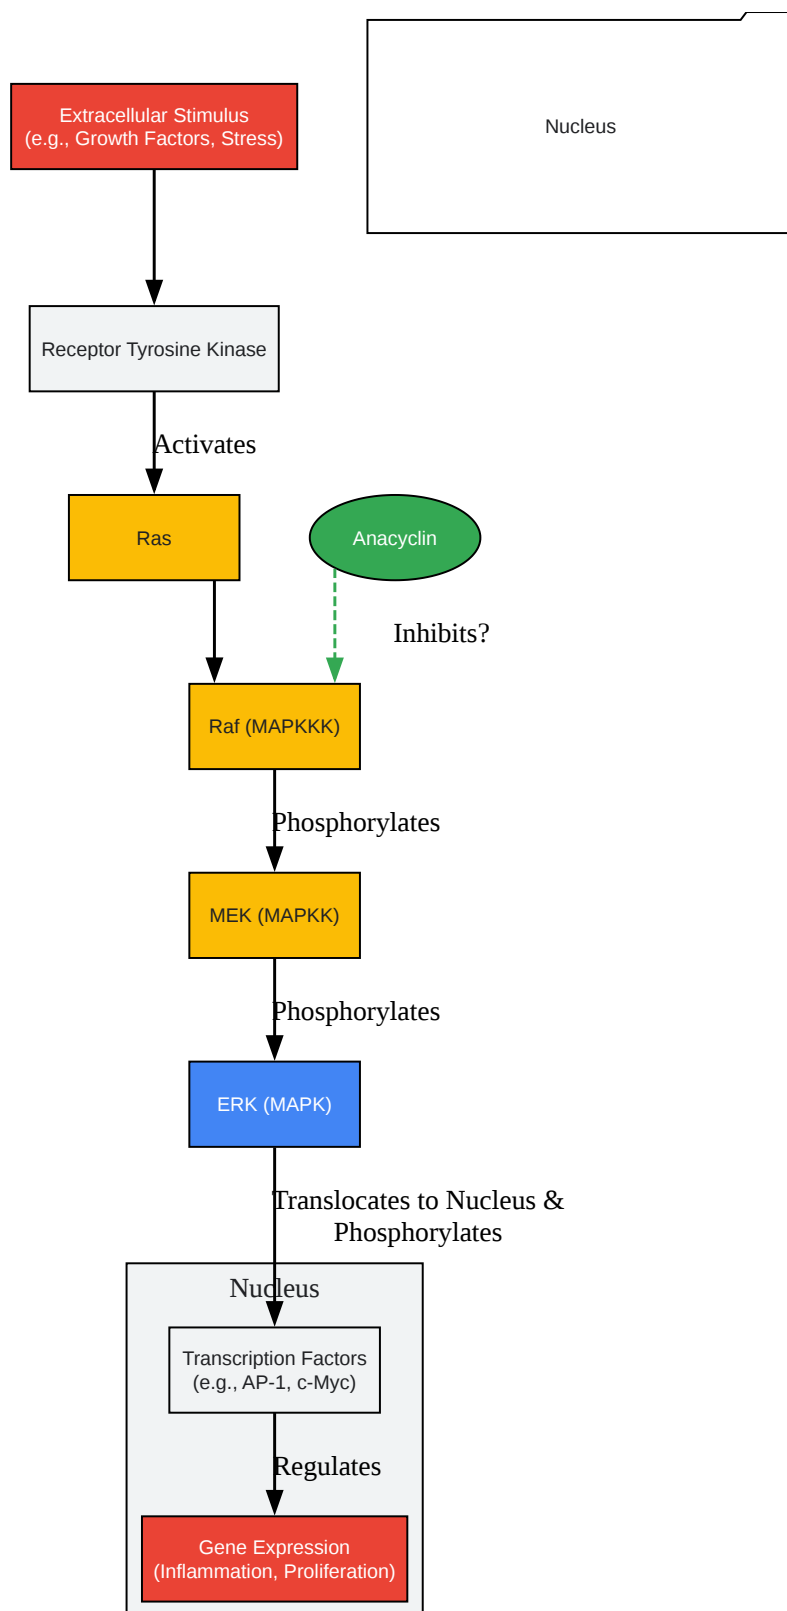 Nucleus
Extracellular Stimulus
(e.g., Growth Factors, Stress)
Receptor Tyrosine Kinase
Activates
Ras
Anacyclin
Inhibits?
Raf (MAPKKK)
Phosphorylates
MEK (MAPKK)
Phosphorylates
ERK (MAPK)
Translocates to Nucleus &
Phosphorylates
Nucleus
Transcription Factors
(e.g., AP-1, c-Myc)
Regulates
Gene Expression
(Inflammation, Proliferation)